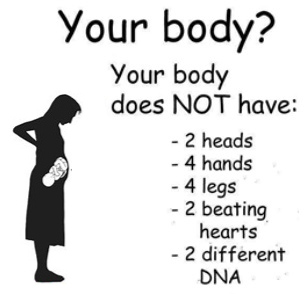 Your body?
Your body
does NOT have:
- 2 heads
- 4 hands
- 4 legs
- 2 beating
hearts
- 2 different
DNA